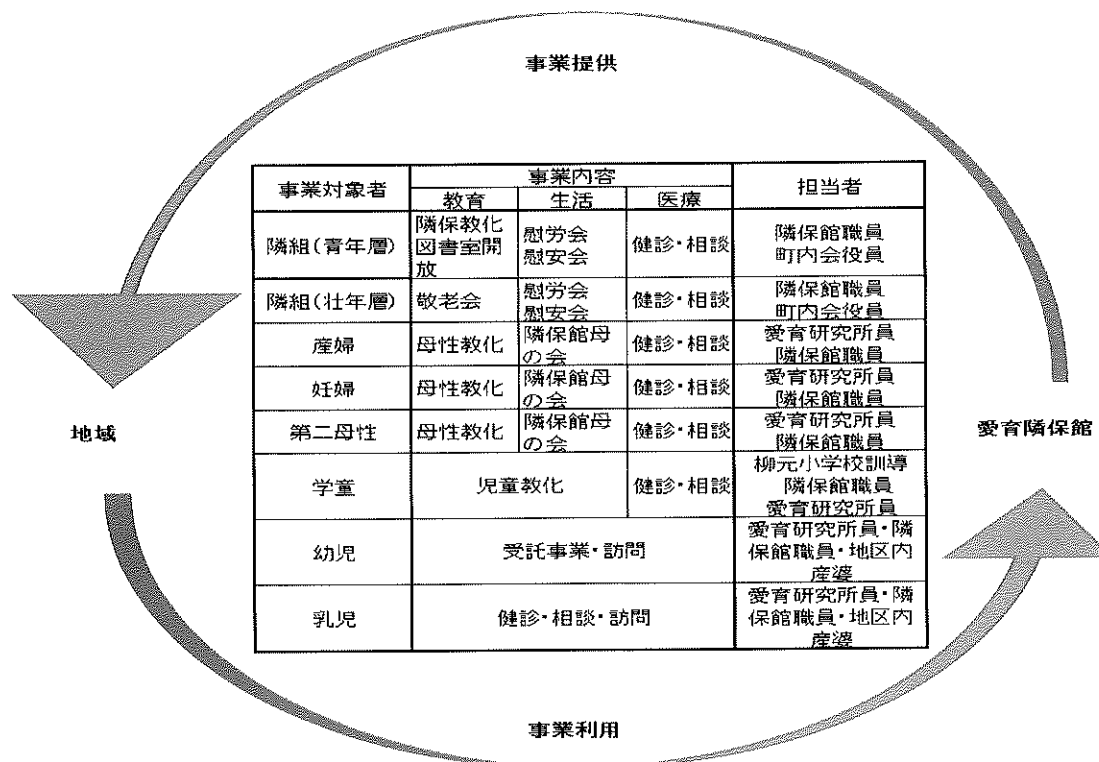 事業提供
事業対象者
事業内容
担当者
教育
生活
医療
隣組(青年層)
隣保教化
図書室開
放
慰労会
慰安会
健診・相談
隣保館職員
町内会役員
隣組(壮年層)
敬老会
慰労会
慰安会
健診・相談
隣保館職員
町内会役員
産婦
母性教化
隣保館母
の会
健診・相談
愛育研究所員
隣保館職員
妊婦
母性教化
隣保館母
の会
健診・相談
愛育研究所員
隣保館職員
第二母性
母性教化
隣保館母
の会
健診・相談
愛育研究所員
隣保館職員
学童
児童教化
健診・相談
柳元小学校訓導
隣保館職員
愛育研究所員
幼児
受託事業・訪問
愛育研究所員・隣
保館職員・地区内
産婆
乳児
健診・相談・訪問
愛育研究所員・隣
保館職員・地区内
産婆
地域
愛育隣保館
事業利用